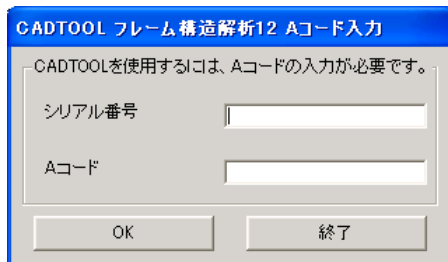 CADTOOL フレーム構造解析12 Aコード入力
CADTOOLを使用するには、Aコードの入力が必要です。
シリアル番号
Aコード
OK
終了